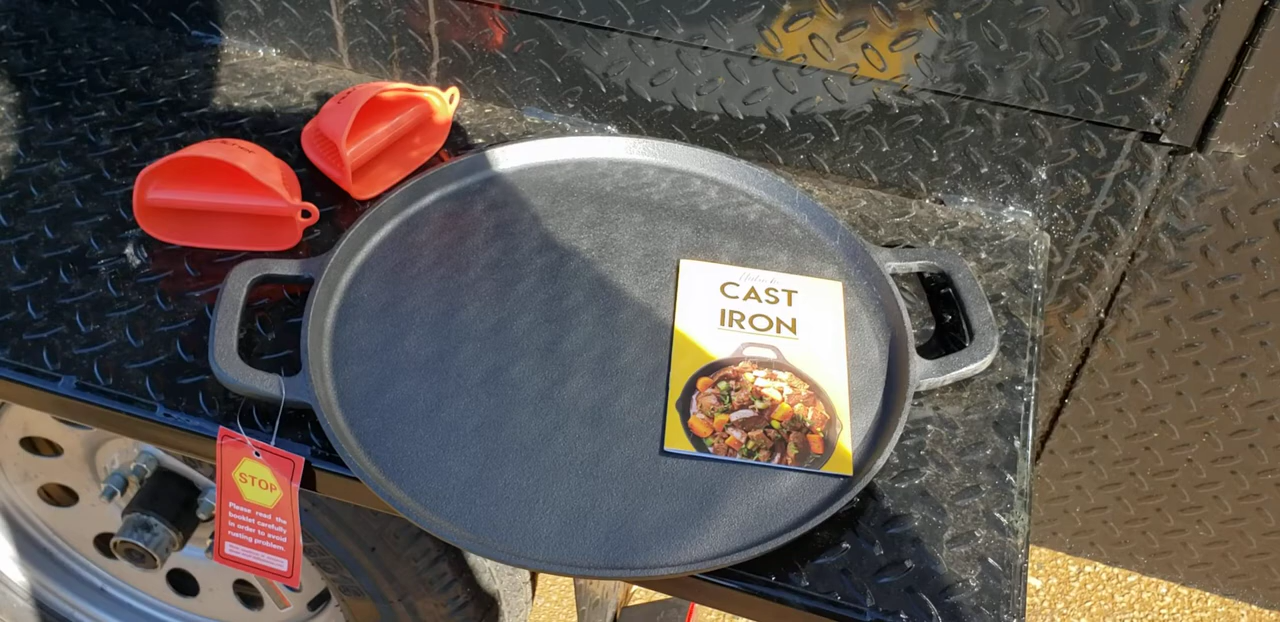 CAST
IRON
STOP
Please read the
booklet carefully
in order to avoid
rusting problem.